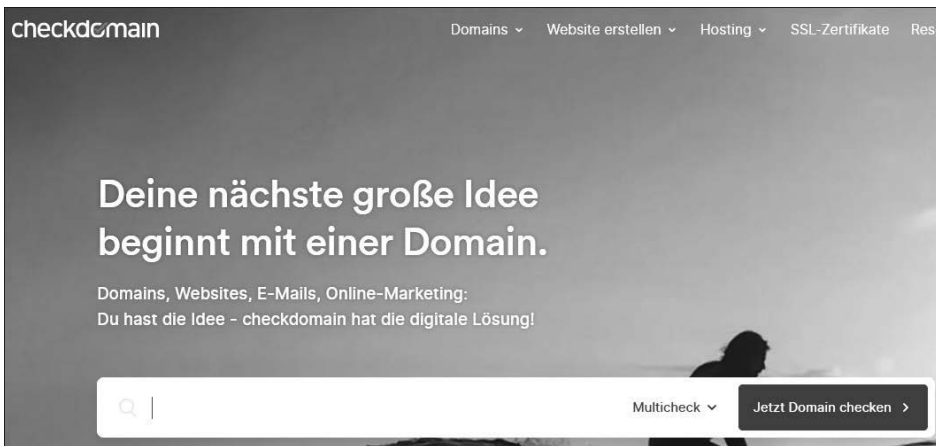 checkdomain
Domains Website erstellen Hosting SSL-Zertifikate
Deine nächste große Idee
beginnt mit einer Domain.
Domains, Websites, E-Mails, Online-Marketing:
Du hast die Idee - checkdomain hat die digitale Lösung!
Multicheck Jetzt Domain checken